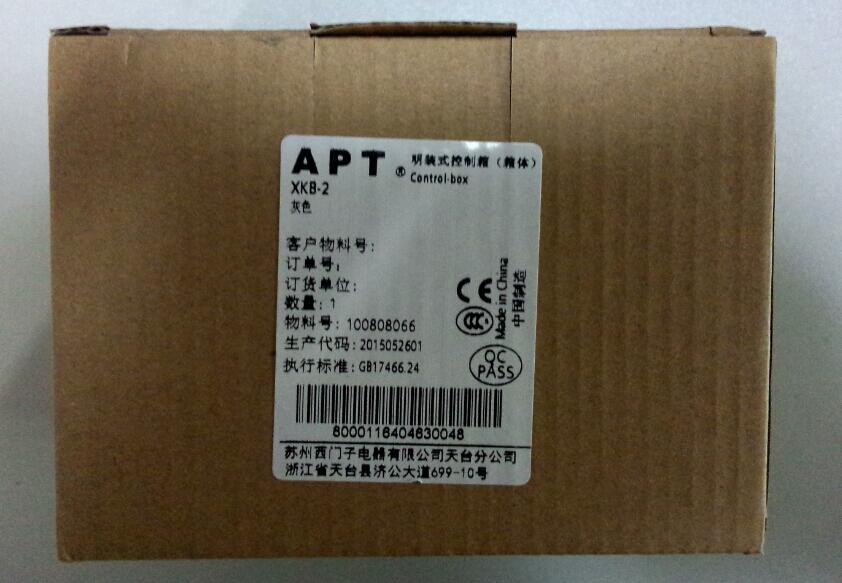 APT® 明装式控制箱（箱体）
Control-box
XKB-2
灰色
客户物料号:
订单号:
订货单位:
数量: 1
物料号: 100808066
生产代码: 2015052601
执行标准: GB17466.24
CE
CCC
Made in China
中国制造
QC
PASS
8000116404630048
苏州西门子电器有限公司天台分公司
浙江省天台县济公大道699-10号